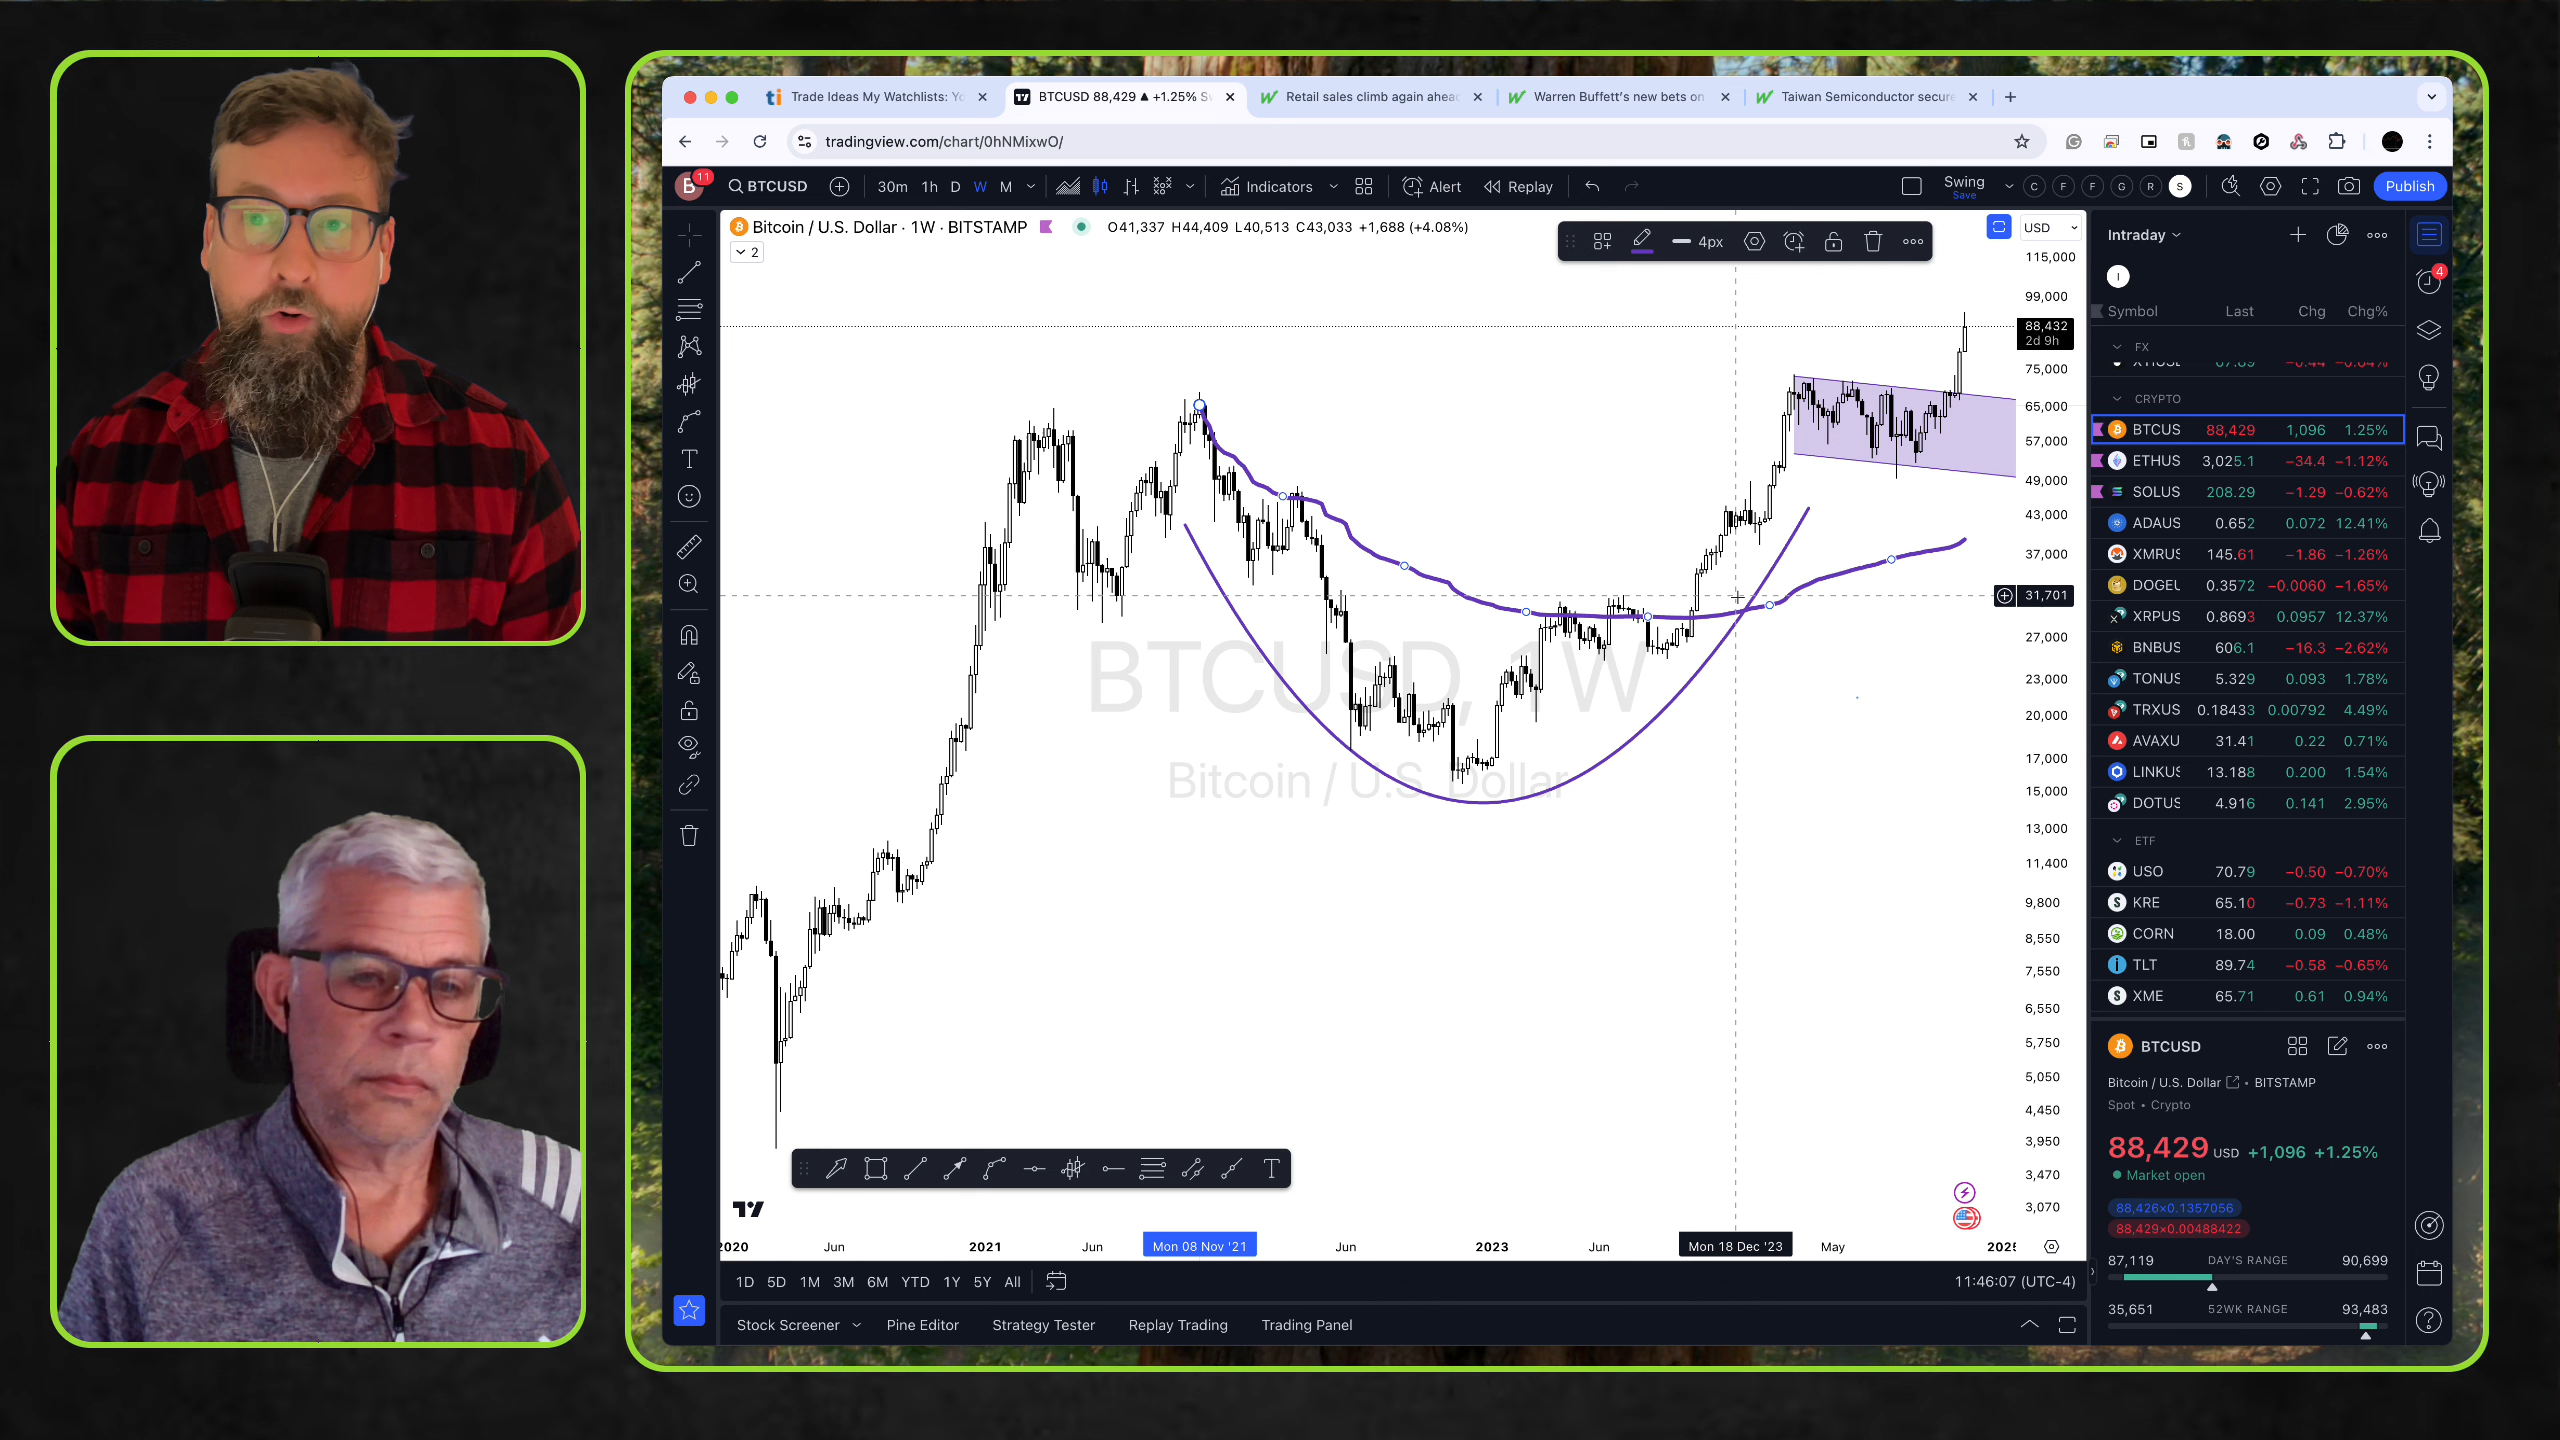 Trade Ideas My Watchlists: Yo
BTCUSD 88,429 ▲ +1.25% Sw
Retail sales climb again ahea
Warren Buffett's new bets on
Taiwan Semiconductor secure
tradingview.com/chart/0hNMixwO/
B 11 BTCUSD 30m 1h D W M Indicators Alert Replay Swing Save C F F G R S Publish
Bitcoin / U.S. Dollar · 1W · BITSTAMP O41,337 H44,409 L40,513 C43,033 +1,688 (+4.08%)
2
4px
USD
115,000
99,000
88,432
2d 9h
75,000
65,000
57,000
49,000
43,000
37,000
31,701
27,000
23,000
20,000
17,000
15,000
13,000
11,400
9,800
8,550
7,550
6,550
5,750
5,050
4,450
3,950
3,470
3,070
BTCUSD, 1W
Bitcoin / U.S. Dollar
2020 Jun 2021 Jun Mon 08 Nov '21 Jun 2023 Jun Mon 18 Dec '23 May 2025
1D 5D 1M 3M 6M YTD 1Y 5Y All 11:46:07 (UTC-4)
Stock Screener Pine Editor Strategy Tester Replay Trading Trading Panel
Intraday
I
4
Symbol Last Chg Chg%
FX
CRYPTO
BTCUS 88,429 1,096 1.25%
ETHUS 3,025.1 −34.4 −1.12%
SOLUS 208.29 −1.29 −0.62%
ADAUS 0.652 0.072 12.41%
XMRUS 145.61 −1.86 −1.26%
DOGEU 0.3572 −0.0060 −1.65%
XRPUS 0.8693 0.0957 12.37%
BNBUS 606.1 −16.3 −2.62%
TONUS 5.329 0.093 1.78%
TRXUS 0.18433 0.00792 4.49%
AVAXU 31.41 0.22 0.71%
LINKUS 13.188 0.200 1.54%
DOTUS 4.916 0.141 2.95%
ETF
USO 70.79 −0.50 −0.70%
KRE 65.10 −0.73 −1.11%
CORN 18.00 0.09 0.48%
TLT 89.74 −0.58 −0.65%
XME 65.71 0.61 0.94%
BTCUSD
Bitcoin / U.S. Dollar • BITSTAMP
Spot • Crypto
88,429 USD +1,096 +1.25%
Market open
88,426×0.1357056
88,429×0.00488422
87,119 DAY'S RANGE 90,699
35,651 52WK RANGE 93,483